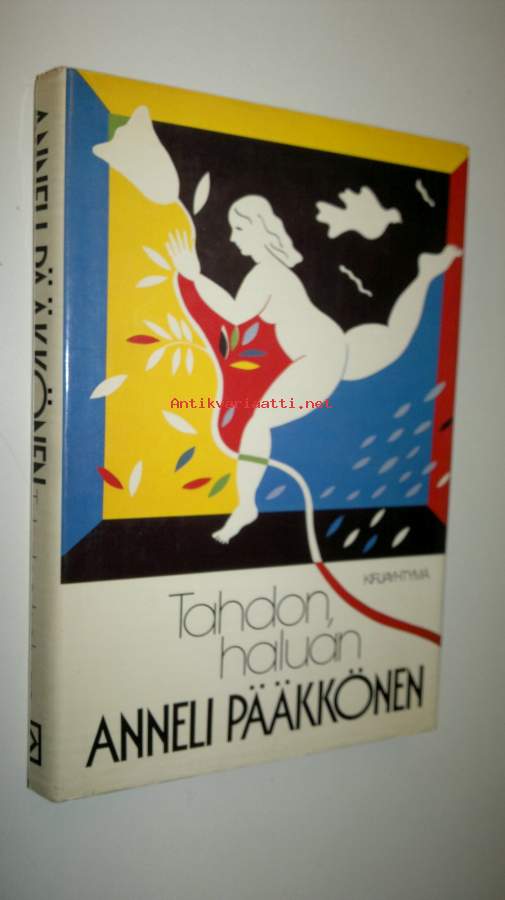 ANNELI PÄÄKKÖNEN
Antikvariaatti.net
KIRJAYHTYMÄ
Tahdon,
haluan
ANNELI PÄÄKKÖNEN
K